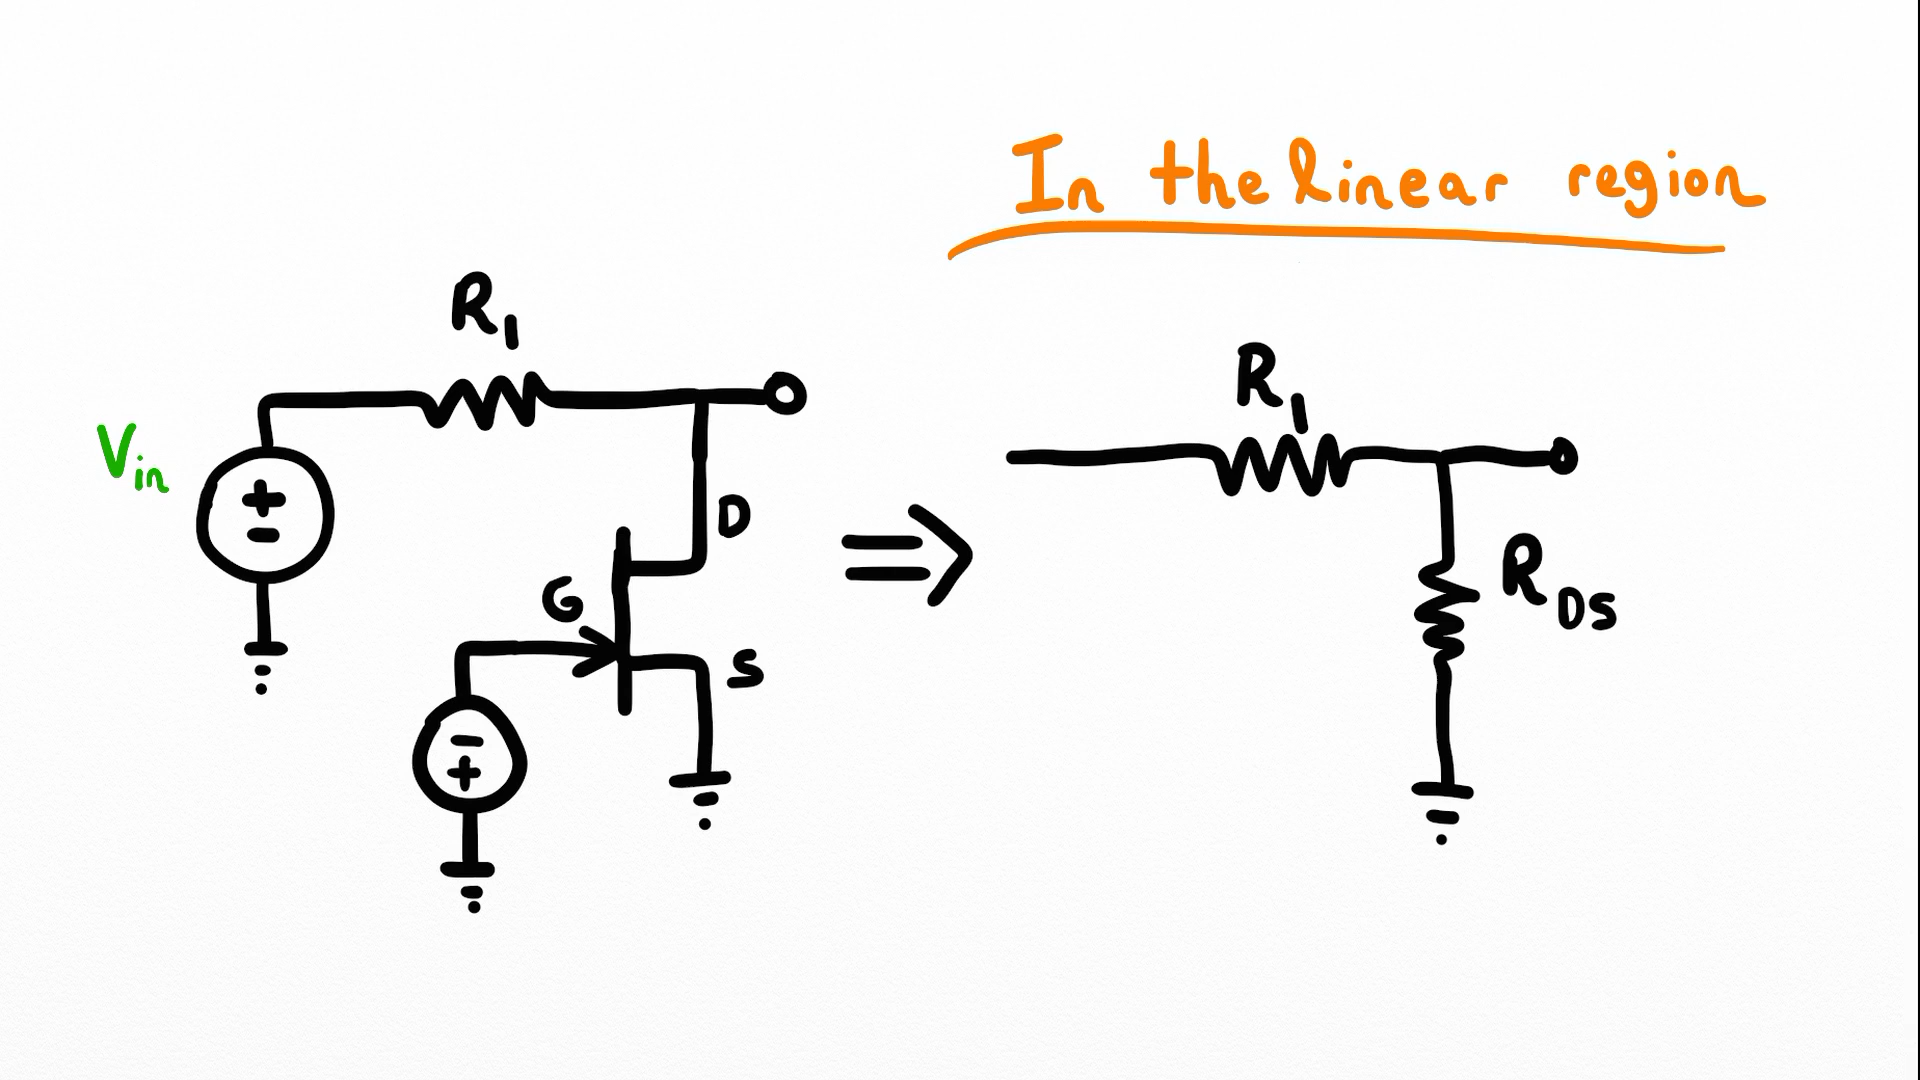 In the linear region
R1
R1
Vin
+
-
D
G
RDS
S
-
+